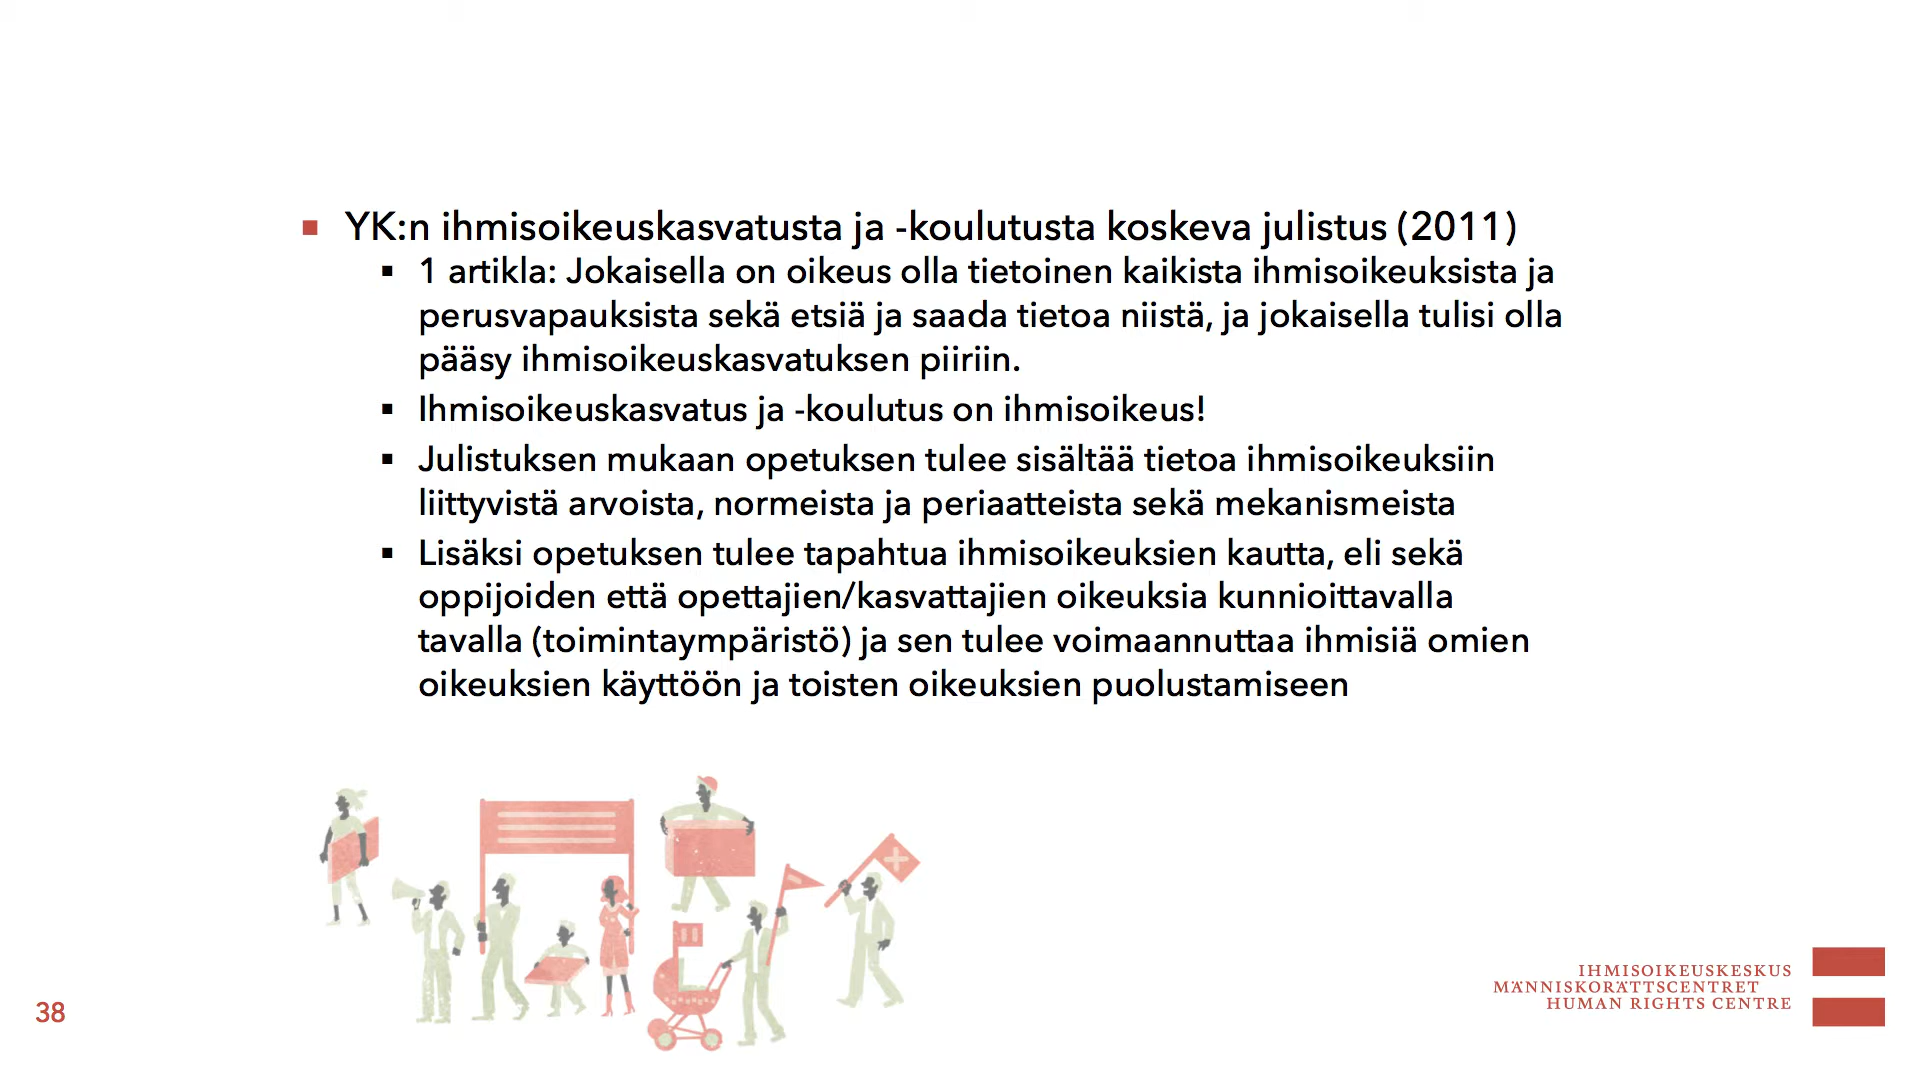 YK:n ihmisoikeuskasvatusta ja -koulutusta koskeva julistus (2011)
1 artikla: Jokaisella on oikeus olla tietoinen kaikista ihmisoikeuksista ja
perusvapauksista sekä etsiä ja saada tietoa niistä, ja jokaisella tulisi olla
pääsy ihmisoikeuskasvatuksen piiriin.
Ihmisoikeuskasvatus ja -koulutus on ihmisoikeus!
Julistuksen mukaan opetuksen tulee sisältää tietoa ihmisoikeuksiin
liittyvistä arvoista, normeista ja periaatteista sekä mekanismeista
Lisäksi opetuksen tulee tapahtua ihmisoikeuksien kautta, eli sekä
oppijoiden että opettajien/kasvattajien oikeuksia kunnioittavalla
tavalla (toimintaympäristö) ja sen tulee voimaannuttaa ihmisiä omien
oikeuksien käyttöön ja toisten oikeuksien puolustamiseen
IHMISOIKEUSKESKUS
MÄNNISKORÄTTSCENTRET
HUMAN RIGHTS CENTRE
38